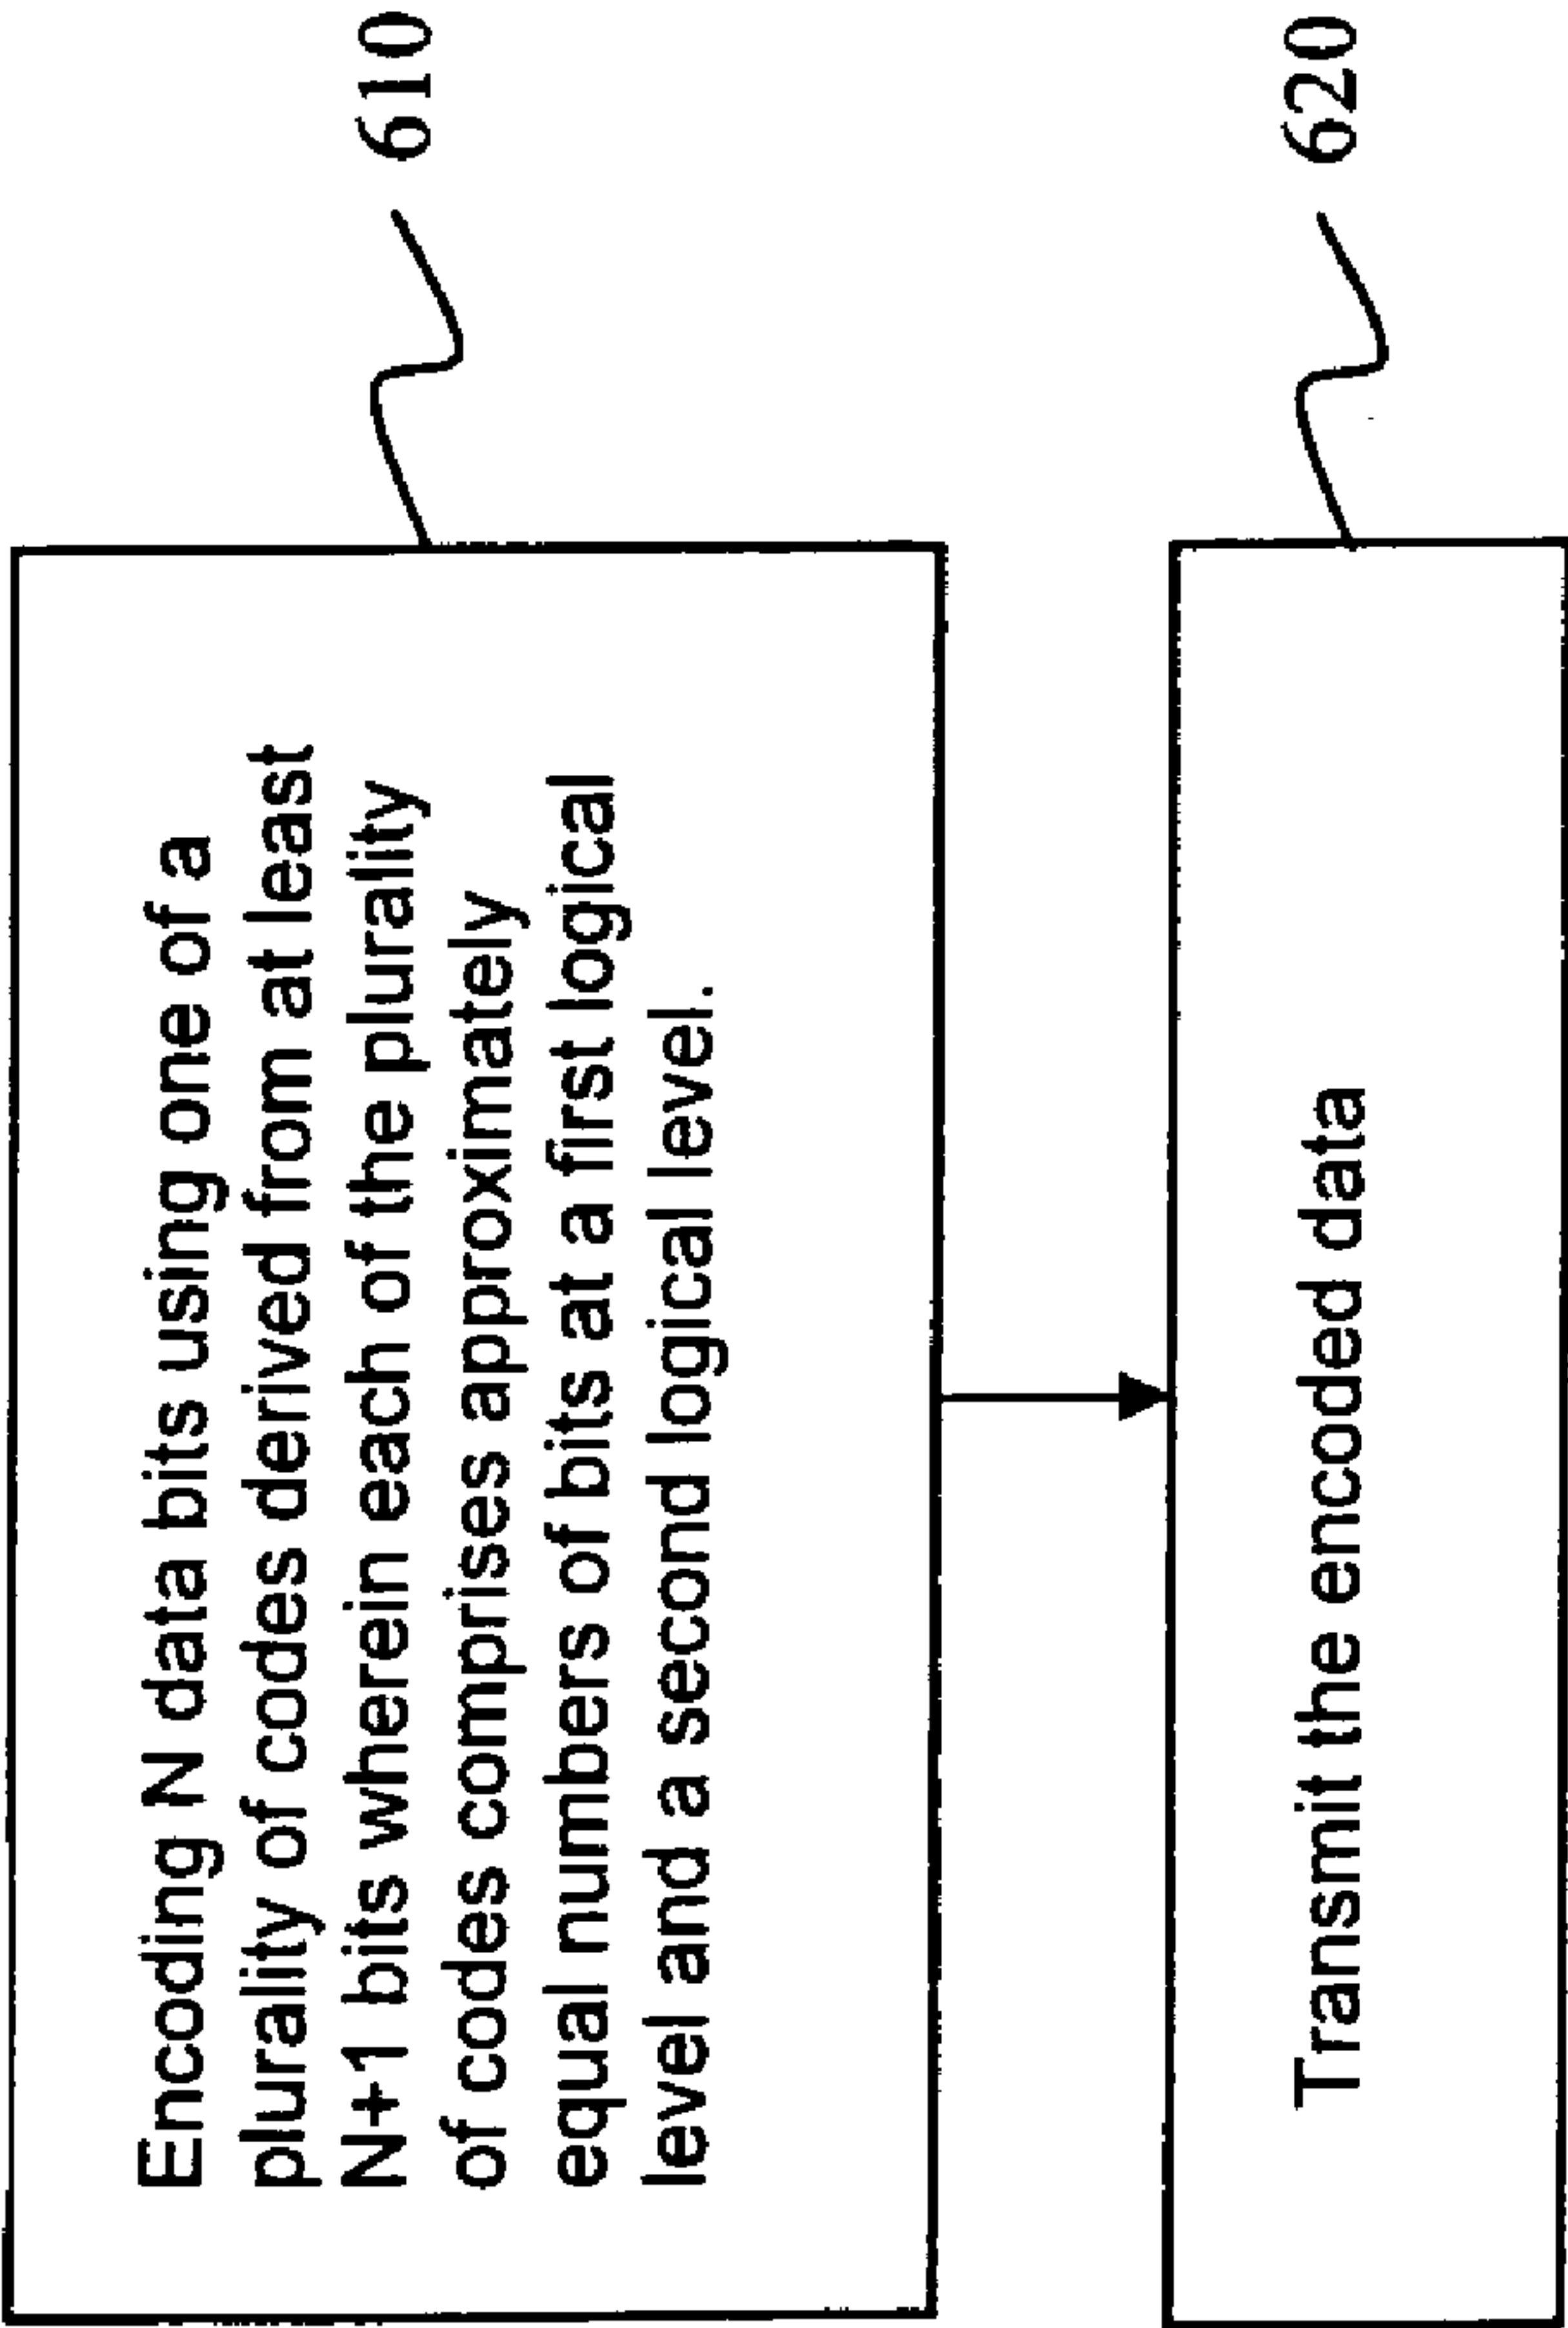 Encoding N data bits using one of a
plurality of codes derived from at least
N+1 bits wherein each of the plurality
of codes comprises approximately
equal numbers of bits at a first logical
level and a second logical level.
610
Transmit the encoded data
620